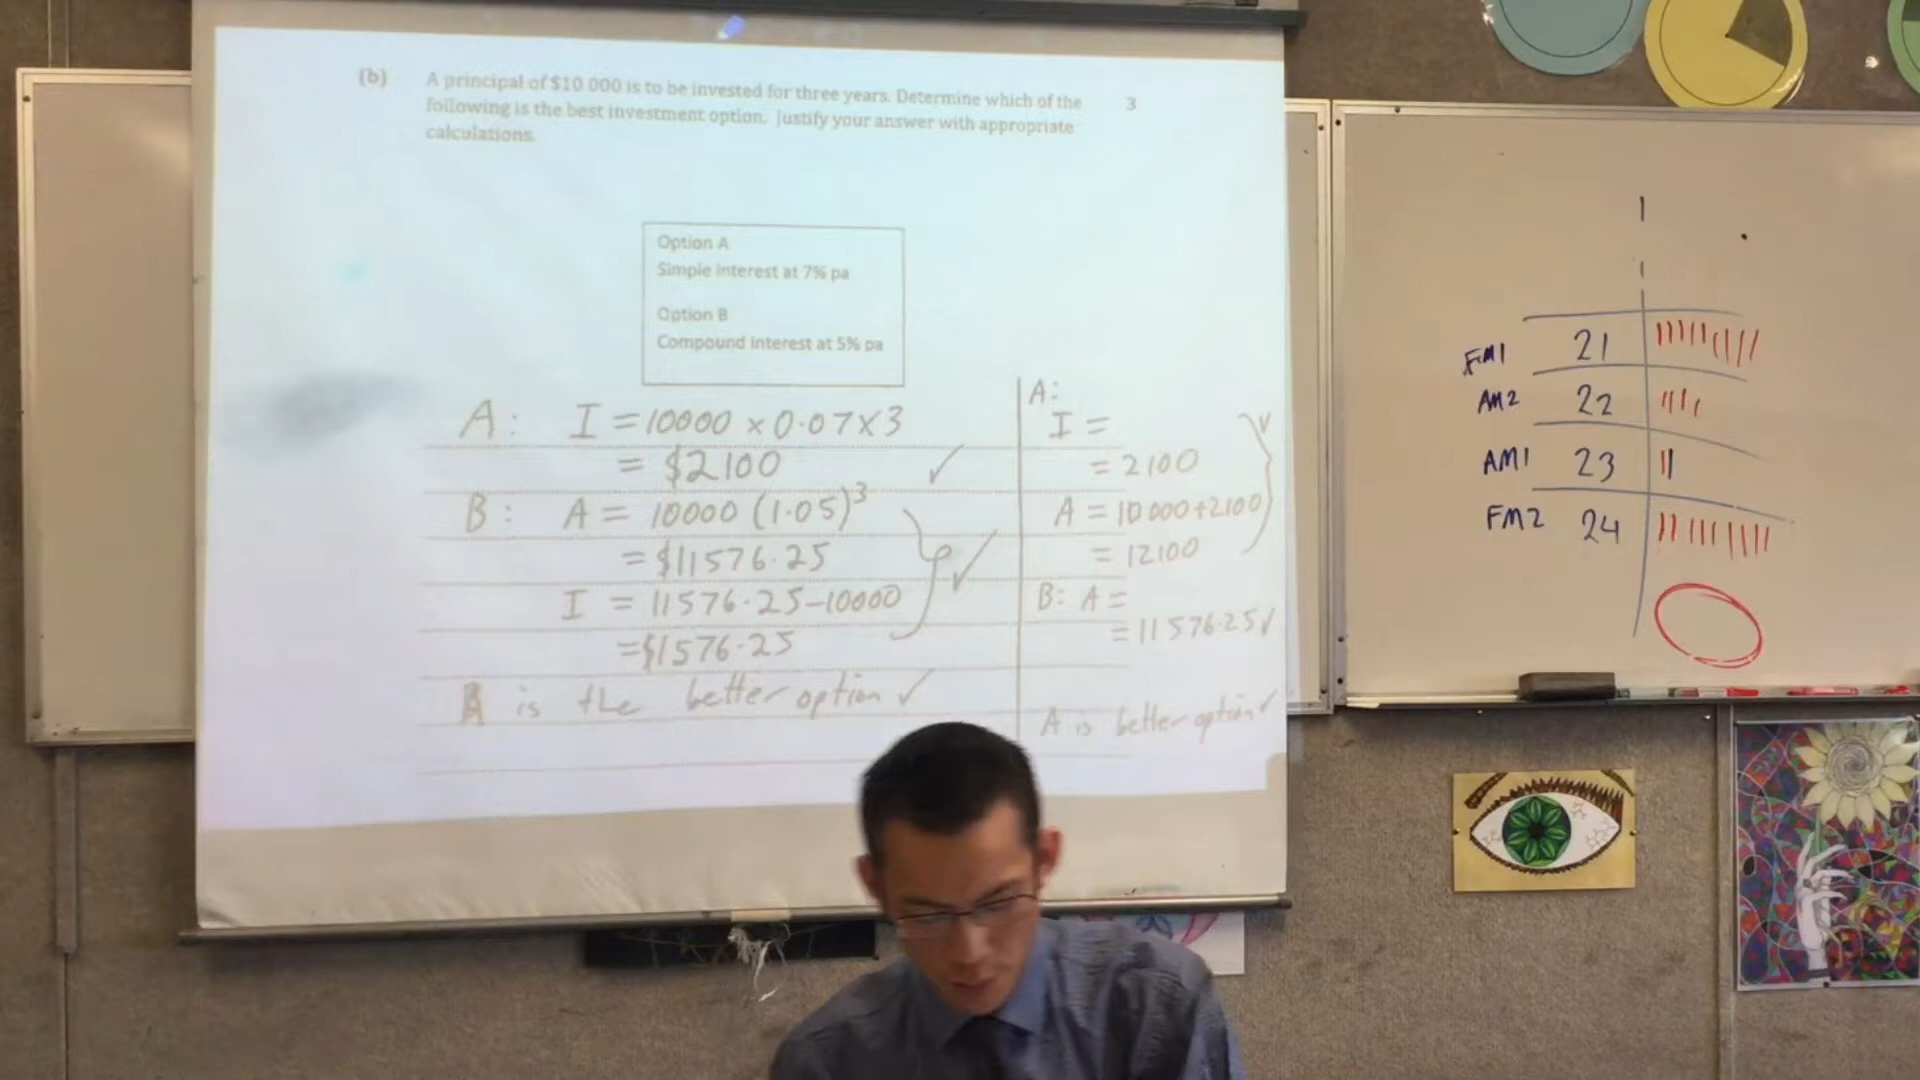 (b) A principal of $10 000 is to be invested for three years. Determine which of the 3
following is the best investment option. Justify your answer with appropriate
calculations.
Option A
Simple interest at 7% pa
Option B
Compound interest at 5% pa
A: I = 10000 × 0.07 × 3
= $2100 ✓
B: A = 10000 (1.05)³
= $11576.25
I = 11576.25-10000 ✓
= $1576.25
A is the better option ✓
A:
I =
= 2100
A = 10000+2100
= 12100
B: A =
= 11576.25 ✓
A is better option ✓
FM1 21
AM2 22
AM1 23
FM2 24